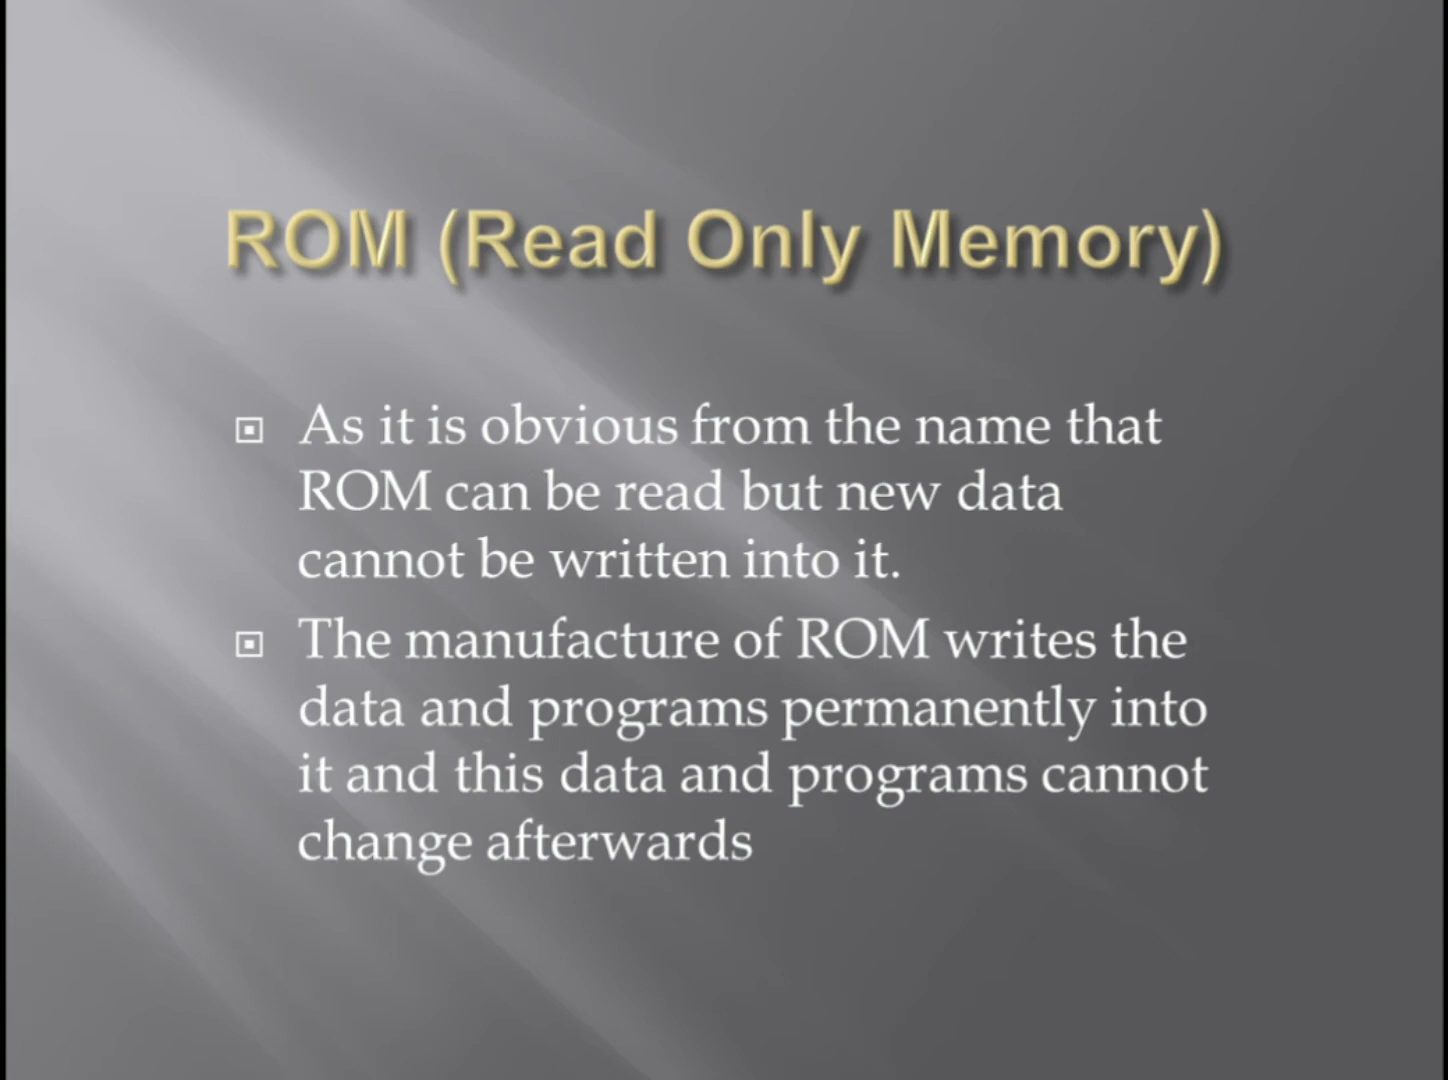 ROM (Read Only Memory)
As it is obvious from the name that
ROM can be read but new data
cannot be written into it.
The manufacture of ROM writes the
data and programs permanently into
it and this data and programs cannot
change afterwards